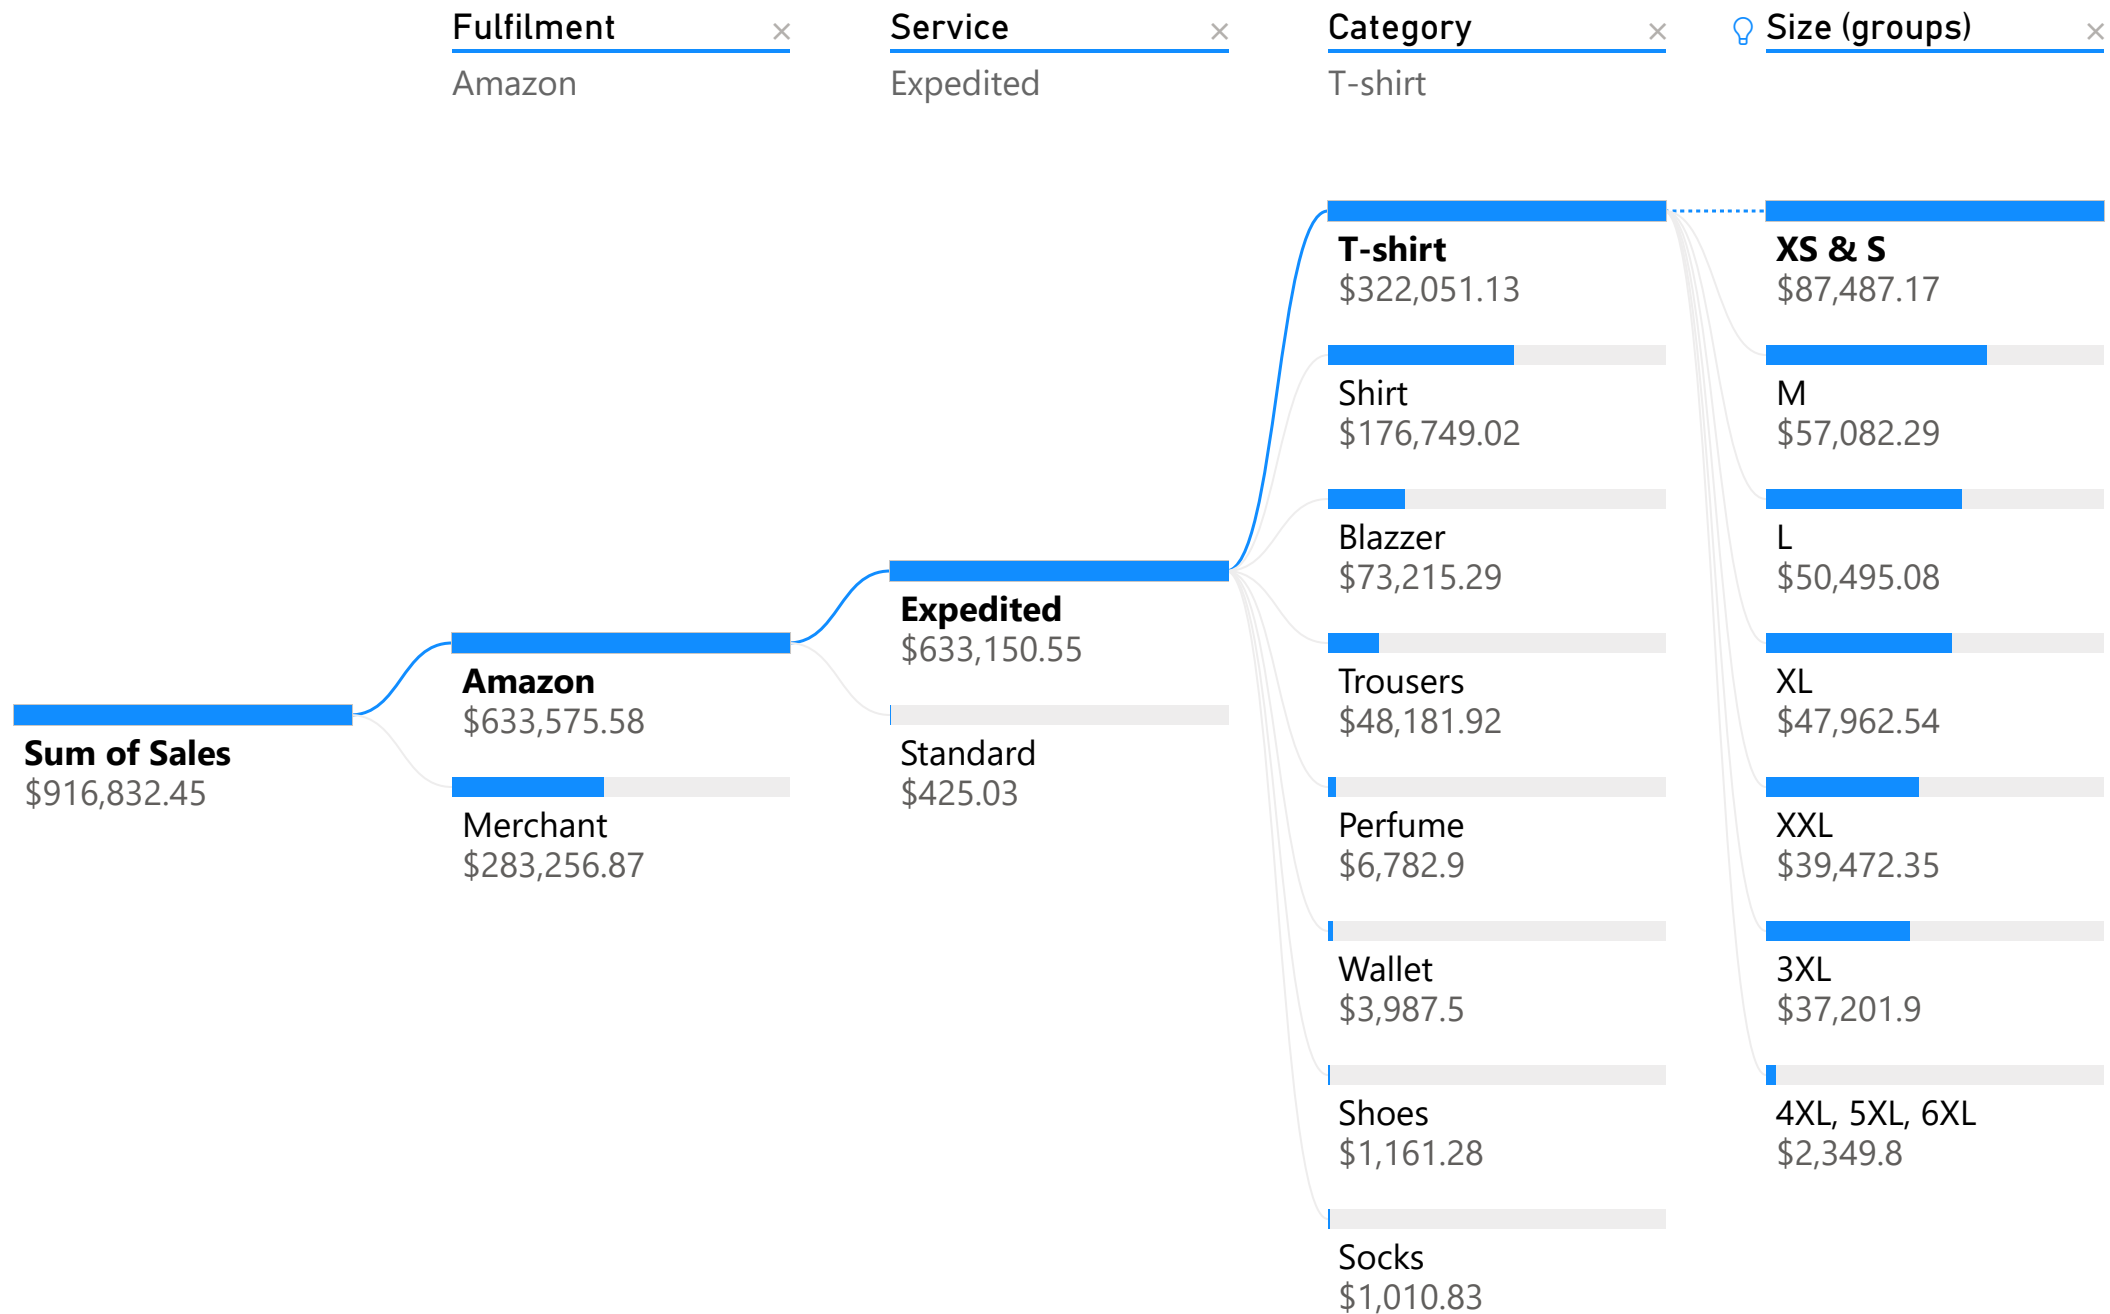 Fulfilment
Service
Category
Size (groups)
Amazon
Expedited
T-shirt
Sum of Sales
$916,832.45
Amazon
$633,575.58
Merchant
$283,256.87
Expedited
$633,150.55
Standard
$425.03
T-shirt
$322,051.13
Shirt
$176,749.02
Blazzer
$73,215.29
Trousers
$48,181.92
Perfume
$6,782.9
Wallet
$3,987.5
Shoes
$1,161.28
Socks
$1,010.83
XS & S
$87,487.17
M
$57,082.29
L
$50,495.08
XL
$47,962.54
XXL
$39,472.35
3XL
$37,201.9
4XL, 5XL, 6XL
$2,349.8